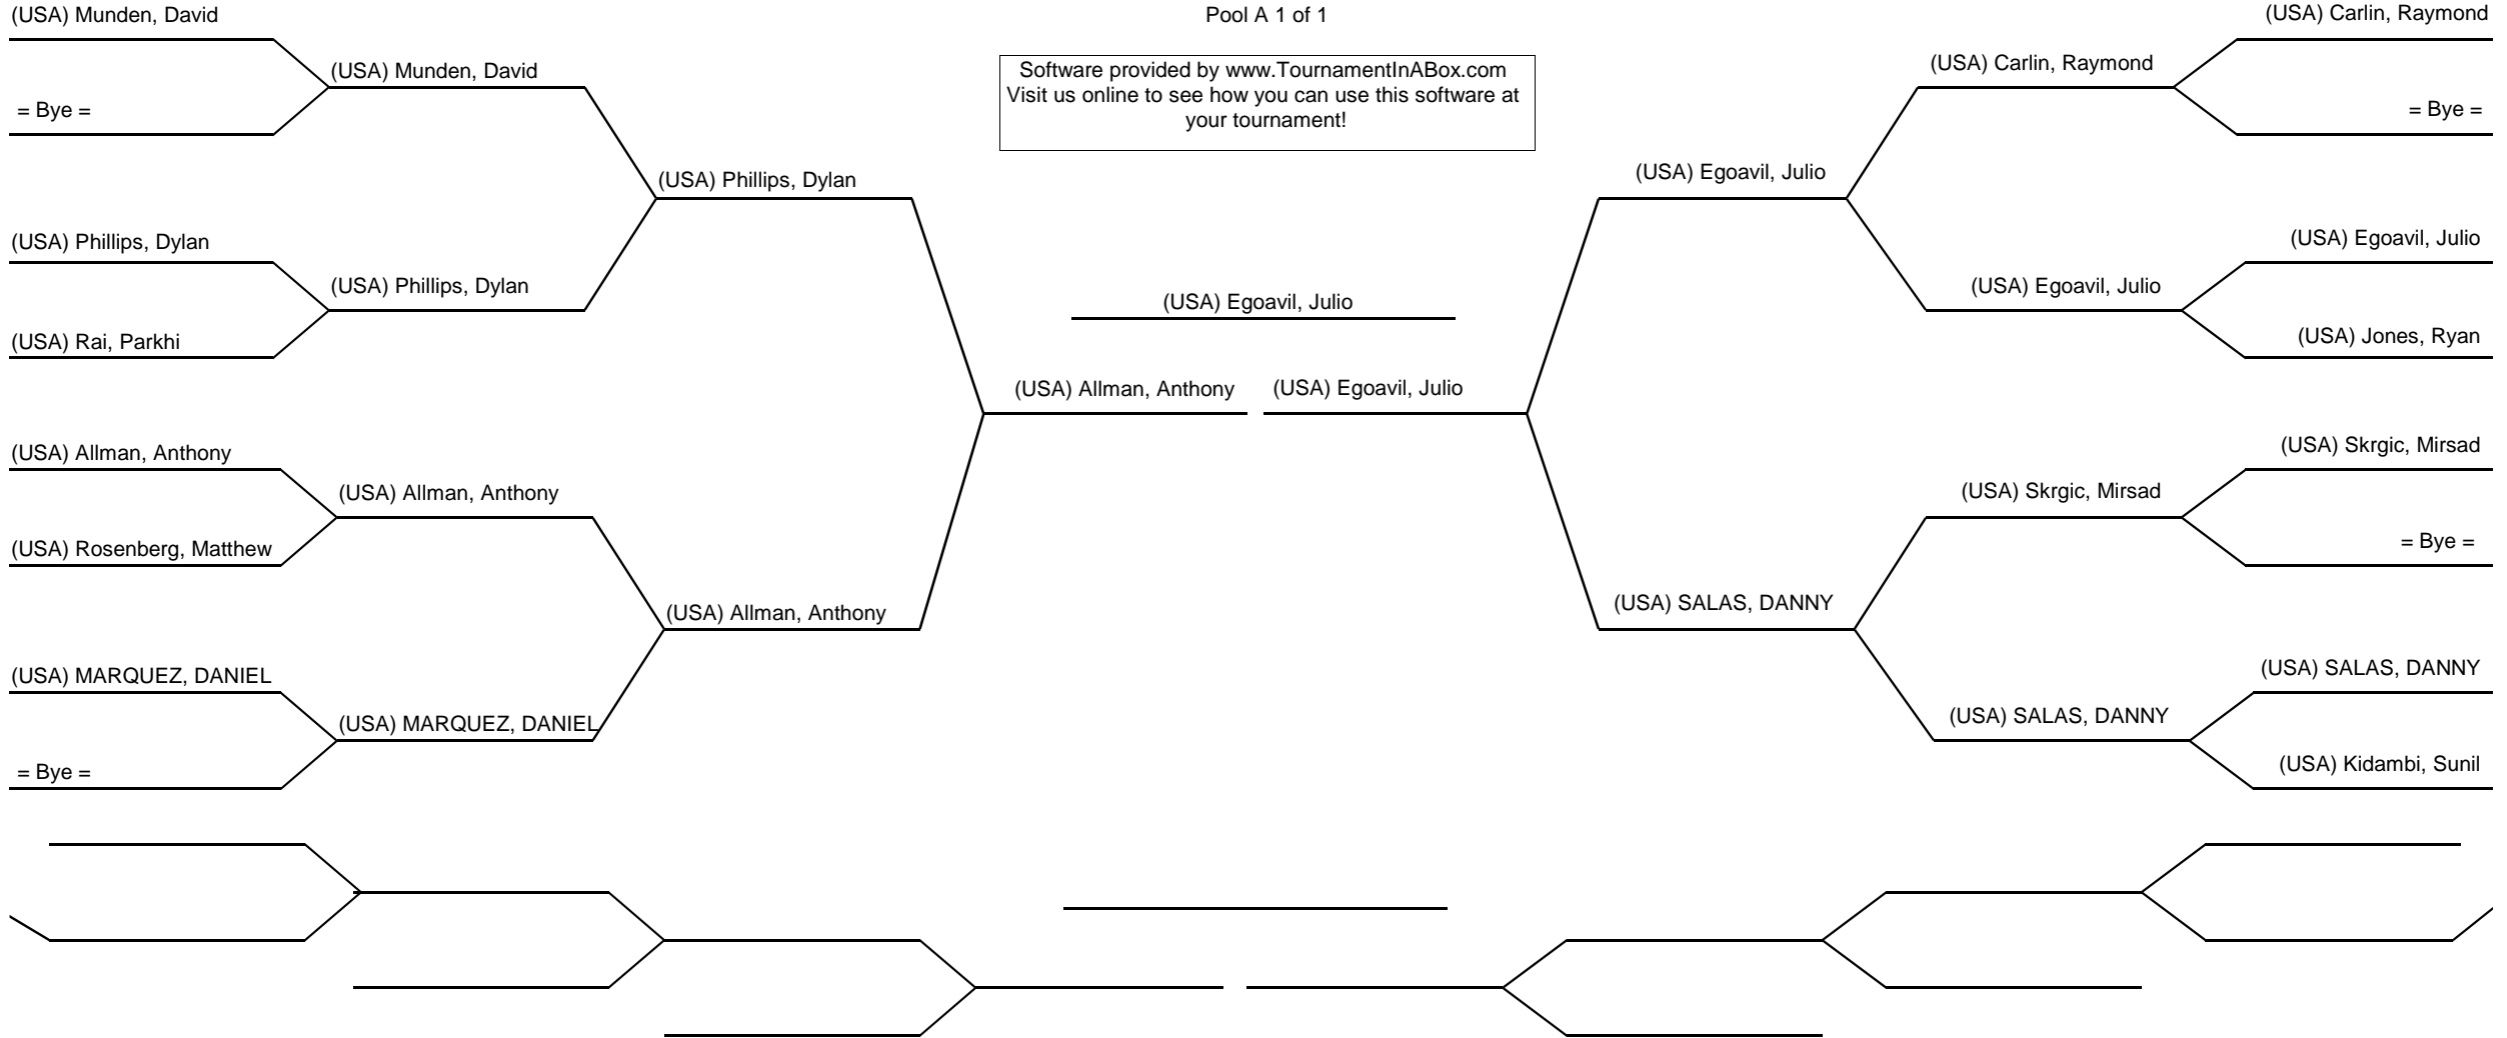 (USA) Munden, David
Pool A 1 of 1
(USA) Carlin, Raymond
(USA) Munden, David
Software provided by www.TournamentInABox.com
Visit us online to see how you can use this software at
your tournament!
(USA) Carlin, Raymond
= Bye =
= Bye =
(USA) Phillips, Dylan
(USA) Egoavil, Julio
(USA) Phillips, Dylan
(USA) Egoavil, Julio
(USA) Phillips, Dylan
(USA) Egoavil, Julio
(USA) Egoavil, Julio
(USA) Rai, Parkhi
(USA) Jones, Ryan
(USA) Allman, Anthony
(USA) Egoavil, Julio
(USA) Allman, Anthony
(USA) Skrgic, Mirsad
(USA) Allman, Anthony
(USA) Skrgic, Mirsad
(USA) Rosenberg, Matthew
= Bye =
(USA) Allman, Anthony
(USA) SALAS, DANNY
(USA) MARQUEZ, DANIEL
(USA) SALAS, DANNY
(USA) MARQUEZ, DANIEL
(USA) SALAS, DANNY
= Bye =
(USA) Kidambi, Sunil